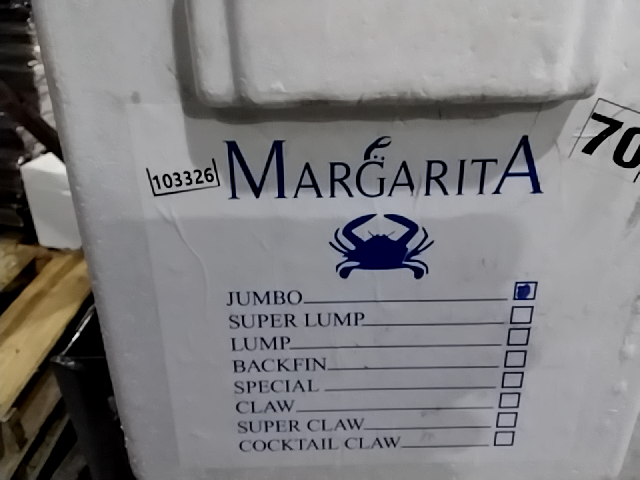 103326
MARGARITA
70
JUMBO
SUPER LUMP
LUMP
BACKFIN
SPECIAL
CLAW
SUPER CLAW
COCKTAIL CLAW